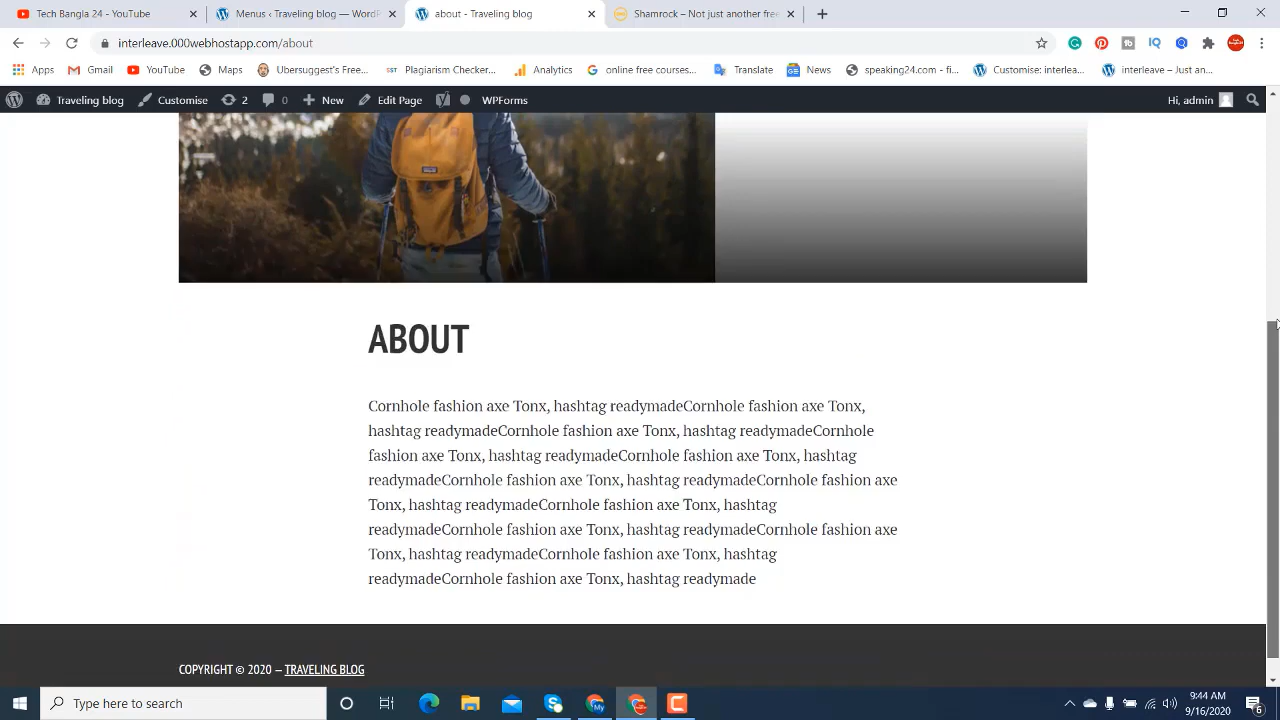 Tech Bangla 24 - YouTube
Menus ‹ Traveling blog — WordP
about - Traveling blog
Shamrock – Not just another free
interleave.000webhostapp.com/about
Apps
Gmail
YouTube
Maps
Ubersuggest's Free...
Plagiarism Checker...
Analytics
online free courses...
Translate
News
speaking24.com - fi...
Customise: interlea...
interleave – Just an...
Traveling blog
Customise
2
0
New
Edit Page
WPForms
Hi, admin
ABOUT
Cornhole fashion axe Tonx, hashtag readymadeCornhole fashion axe Tonx,
hashtag readymadeCornhole fashion axe Tonx, hashtag readymadeCornhole
fashion axe Tonx, hashtag readymadeCornhole fashion axe Tonx, hashtag
readymadeCornhole fashion axe Tonx, hashtag readymadeCornhole fashion axe
Tonx, hashtag readymadeCornhole fashion axe Tonx, hashtag
readymadeCornhole fashion axe Tonx, hashtag readymadeCornhole fashion axe
Tonx, hashtag readymadeCornhole fashion axe Tonx, hashtag
readymadeCornhole fashion axe Tonx, hashtag readymade
COPYRIGHT © 2020 – TRAVELING BLOG
Type here to search
9:44 AM
9/16/2020
6